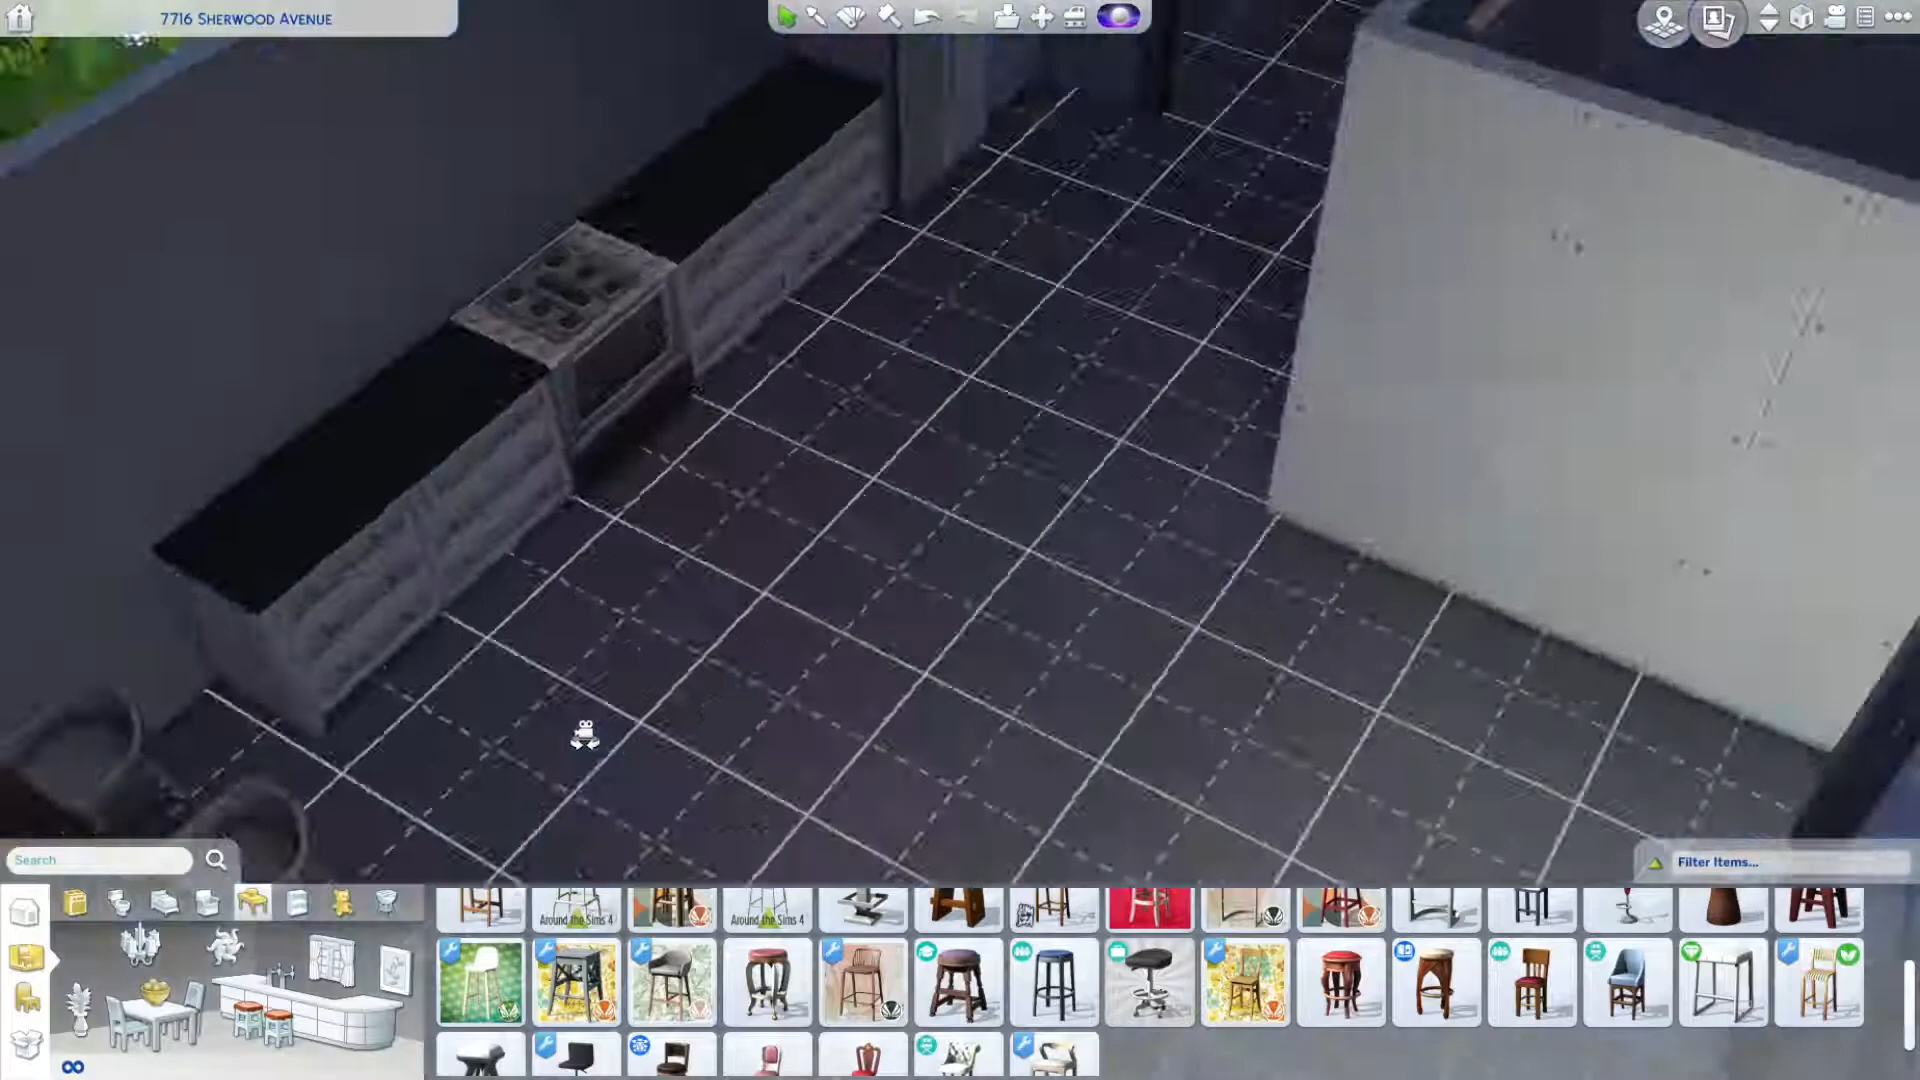 7716 Sherwood Avenue
Search
Filter Items...
Around the Sims 4
Around the Sims 4